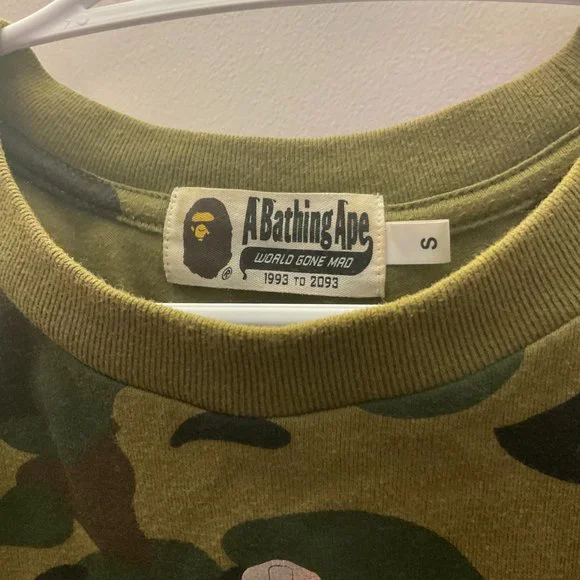 A Bathing Ape
WORLD GONE MAD
1993 TO 2093
®
S